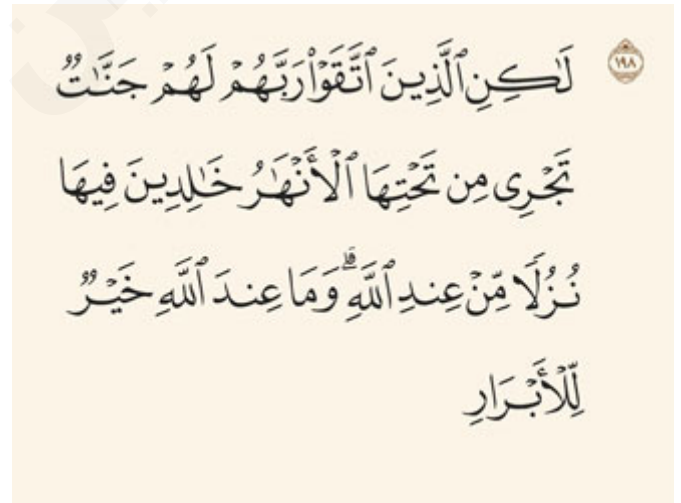 لَٰكِنِ ٱلَّذِينَ ٱتَّقَوۡاْ رَبَّهُمۡ لَهُمۡ جَنَّٰتٞ ١٩٨
تَجۡرِي مِن تَحۡتِهَا ٱلۡأَنۡهَٰرُ خَٰلِدِينَ فِيهَا
نُزُلٗا مِّنۡ عِندِ ٱللَّهِۗ وَمَا عِندَ ٱللَّهِ خَيۡرٞ
لِّلۡأَبۡرَارِ